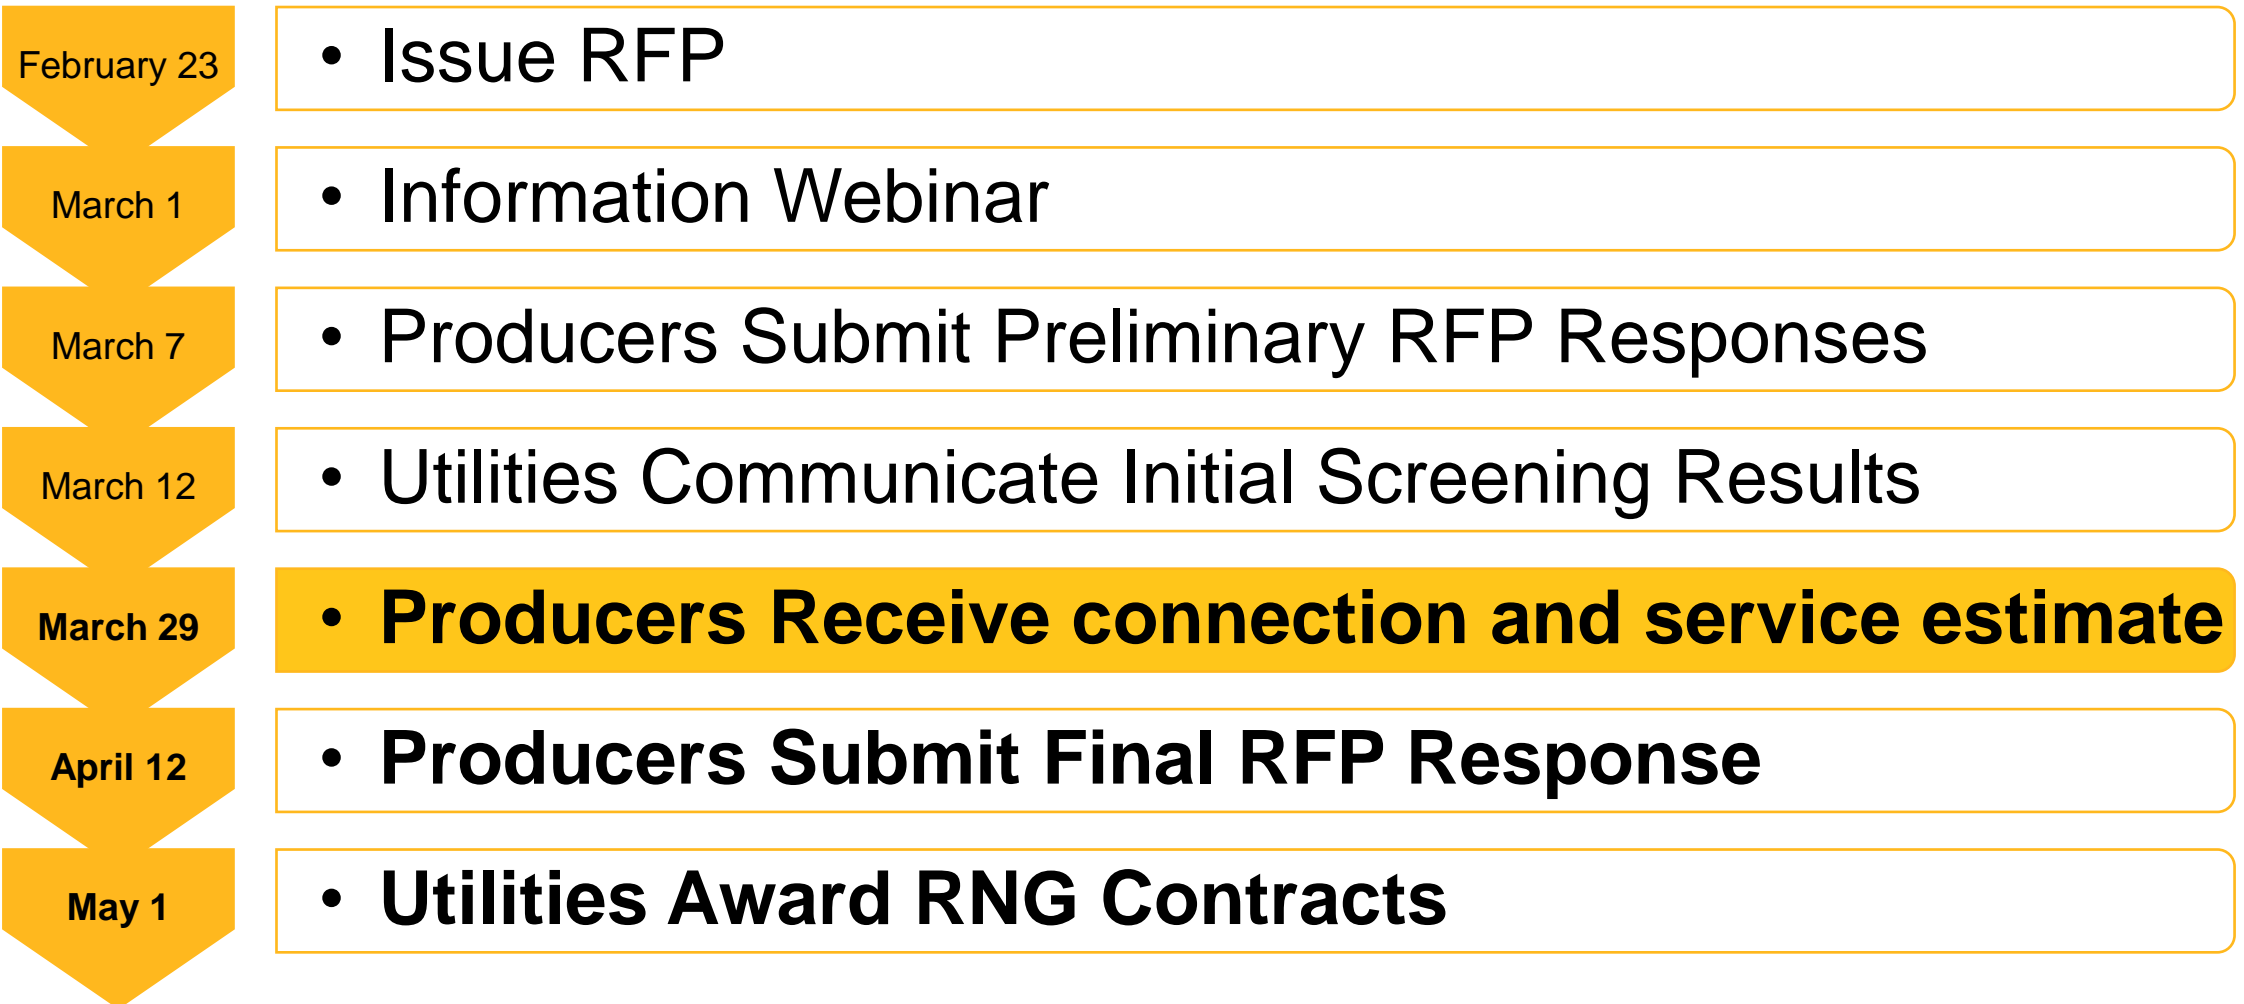 February 23
• Issue RFP
March 1
• Information Webinar
March 7
• Producers Submit Preliminary RFP Responses
March 12
• Utilities Communicate Initial Screening Results
March 29
• Producers Receive connection and service estimate
April 12
• Producers Submit Final RFP Response
May 1
• Utilities Award RNG Contracts